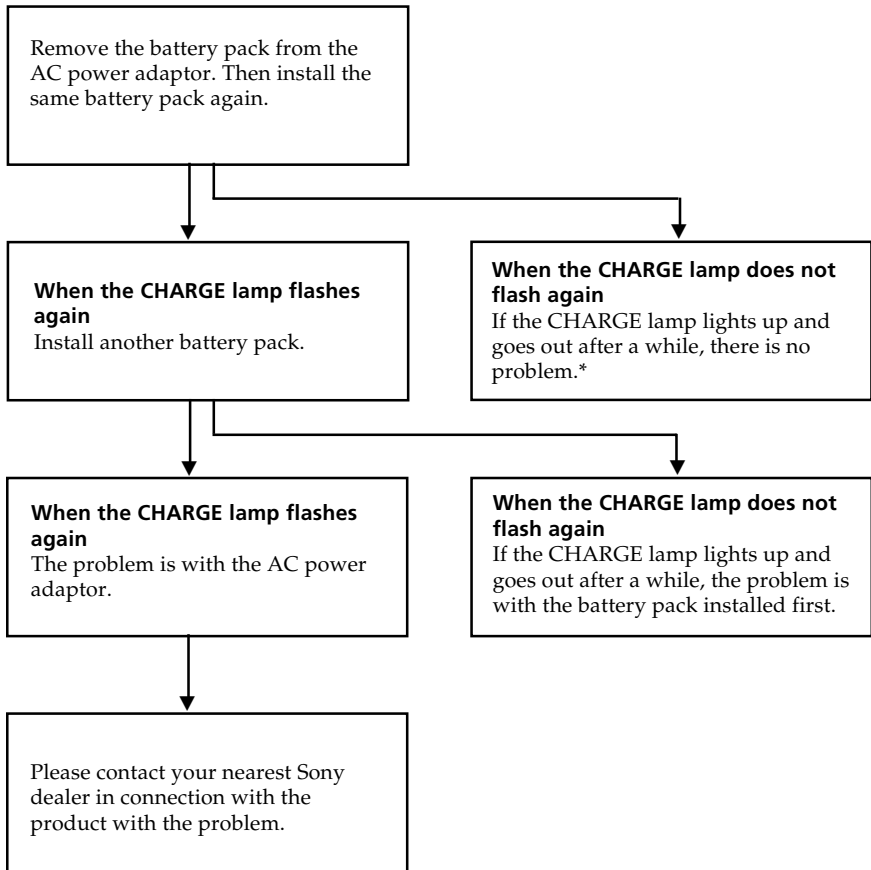 Remove the battery pack from the
AC power adaptor. Then install the
same battery pack again.
When the CHARGE lamp flashes
again
Install another battery pack.
When the CHARGE lamp does not
flash again
If the CHARGE lamp lights up and
goes out after a while, there is no
problem.*
When the CHARGE lamp flashes
again
The problem is with the AC power
adaptor.
When the CHARGE lamp does not
flash again
If the CHARGE lamp lights up and
goes out after a while, the problem is
with the battery pack installed first.
Please contact your nearest Sony
dealer in connection with the
product with the problem.